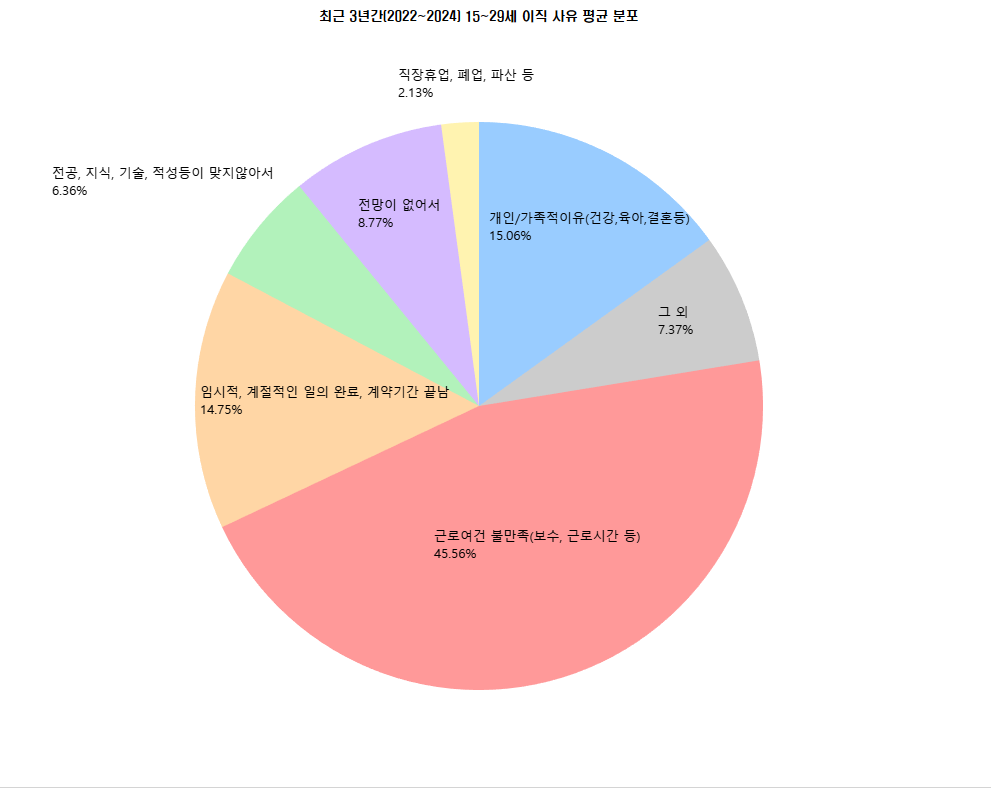 최근 3년간(2022~2024) 15~29세 이직 사유 평균 분포
직장휴업, 폐업, 파산 등
2.13%
전공, 지식, 기술, 적성등이 맞지않아서
6.36%
전망이 없어서
8.77%
개인/가족적이유(건강,육아,결혼등)
15.06%
그 외
7.37%
임시적, 계절적인 일의 완료, 계약기간 끝남
14.75%
근로여건 불만족(보수, 근로시간 등)
45.56%